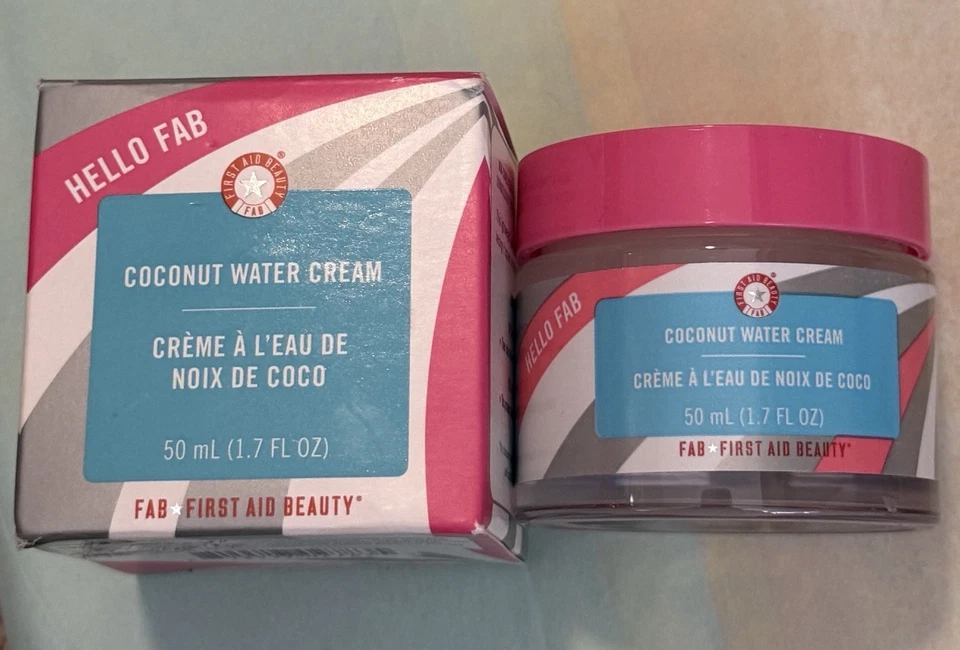 HELLO FAB
FIRST AID BEAUTY
FAB
®
COCONUT WATER CREAM
CRÈME À L'EAU DE
NOIX DE COCO
50 mL (1.7 FL OZ)
FAB★FIRST AID BEAUTY®
HELLO FAB
FIRST AID BEAUTY
FAB
COCONUT WATER CREAM
CRÈME À L'EAU DE NOIX DE COCO
50 mL (1.7 FL OZ)
FAB★FIRST AID BEAUTY®